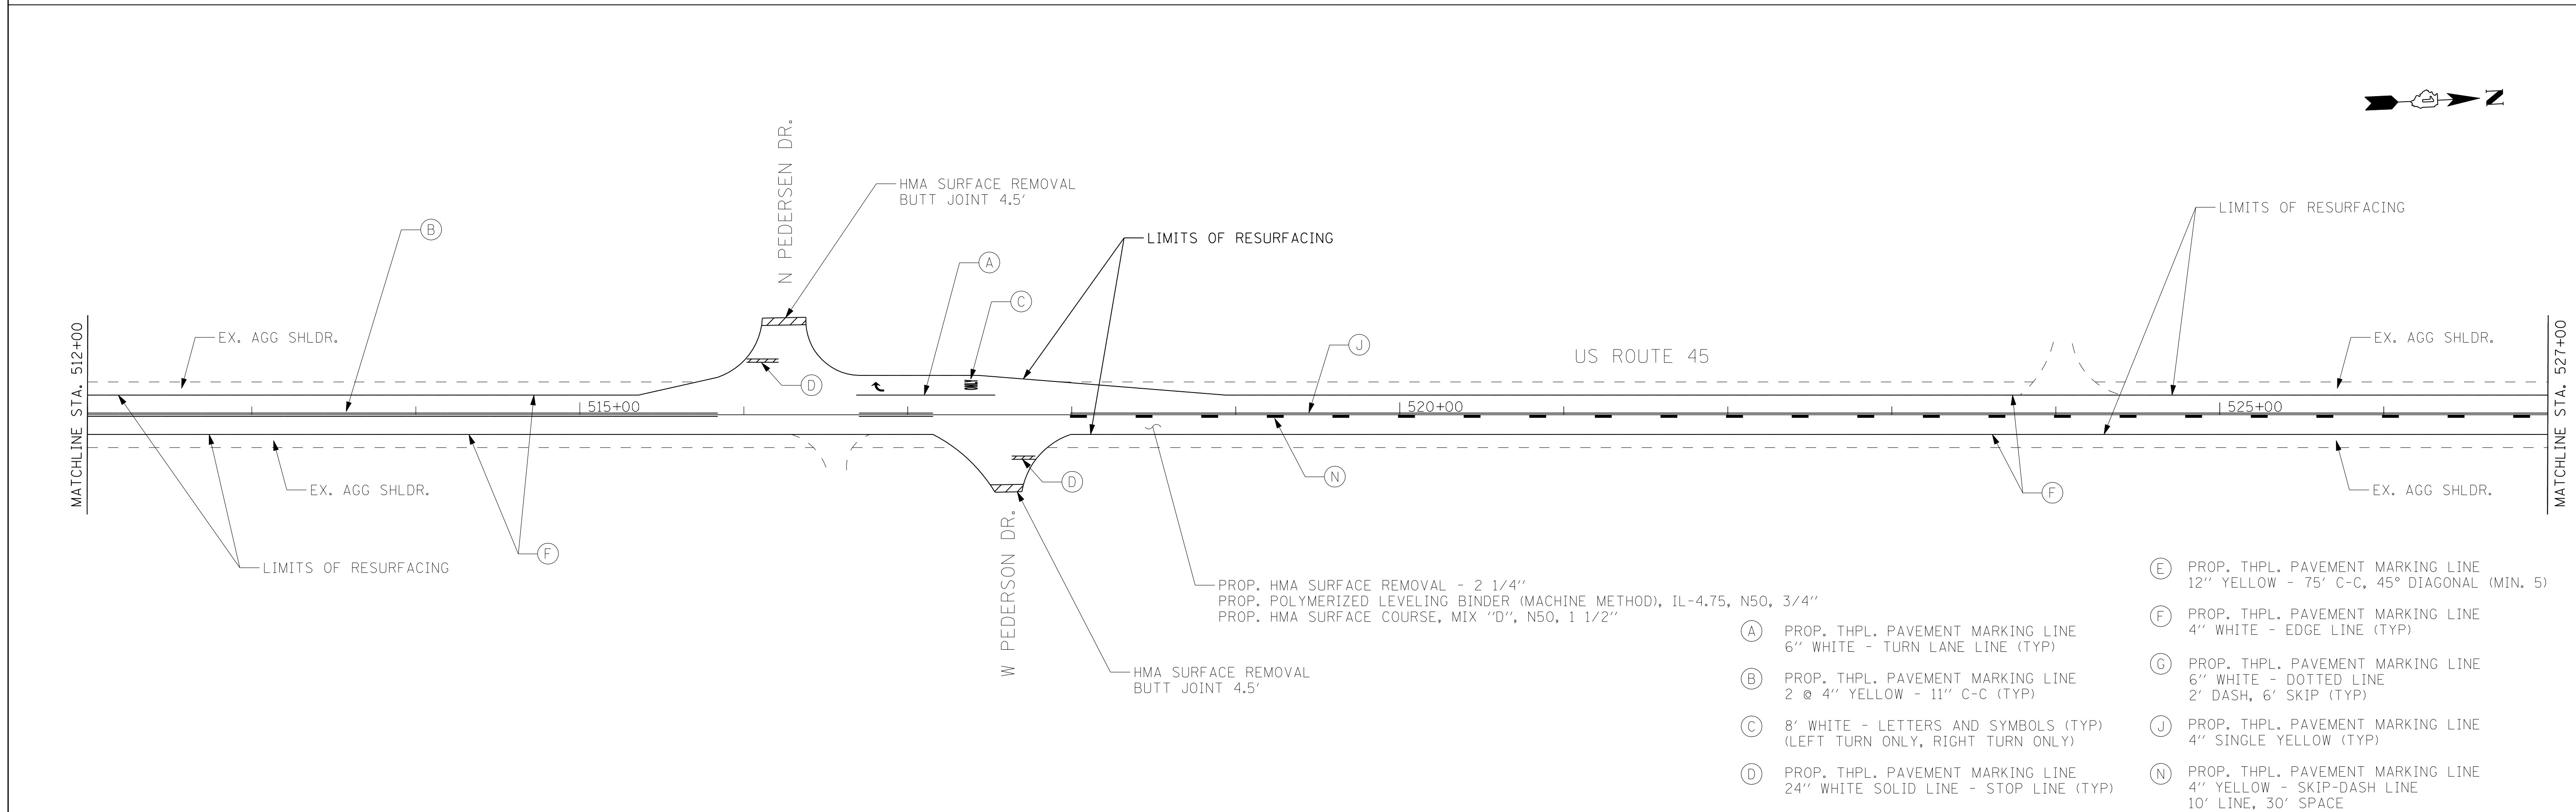 N
N PEDERSEN DR.
HMA SURFACE REMOVAL
BUTT JOINT 4.5'
B
LIMITS OF RESURFACING
LIMITS OF RESURFACING
A
C
MATCHLINE STA. 512+00
EX. AGG SHLDR.
J
US ROUTE 45
EX. AGG SHLDR.
MATCHLINE STA. 527+00
D
515+00
520+00
525+00
EX. AGG SHLDR.
D
N
F
EX. AGG SHLDR.
F
LIMITS OF RESURFACING
W PEDERSON DR.
PROP. HMA SURFACE REMOVAL - 2 1/4"
PROP. POLYMERIZED LEVELING BINDER (MACHINE METHOD), IL-4.75, N50, 3/4"
PROP. HMA SURFACE COURSE, MIX "D", N50, 1 1/2"
HMA SURFACE REMOVAL
BUTT JOINT 4.5'
A PROP. THPL. PAVEMENT MARKING LINE
6" WHITE - TURN LANE LINE (TYP)
B PROP. THPL. PAVEMENT MARKING LINE
2 @ 4" YELLOW - 11" C-C (TYP)
C 8' WHITE - LETTERS AND SYMBOLS (TYP)
(LEFT TURN ONLY, RIGHT TURN ONLY)
D PROP. THPL. PAVEMENT MARKING LINE
24" WHITE SOLID LINE - STOP LINE (TYP)
E PROP. THPL. PAVEMENT MARKING LINE
12" YELLOW - 75' C-C, 45° DIAGONAL (MIN. 5)
F PROP. THPL. PAVEMENT MARKING LINE
4" WHITE - EDGE LINE (TYP)
G PROP. THPL. PAVEMENT MARKING LINE
6" WHITE - DOTTED LINE
2' DASH, 6' SKIP (TYP)
J PROP. THPL. PAVEMENT MARKING LINE
4" SINGLE YELLOW (TYP)
N PROP. THPL. PAVEMENT MARKING LINE
4" YELLOW - SKIP-DASH LINE
10' LINE, 30' SPACE